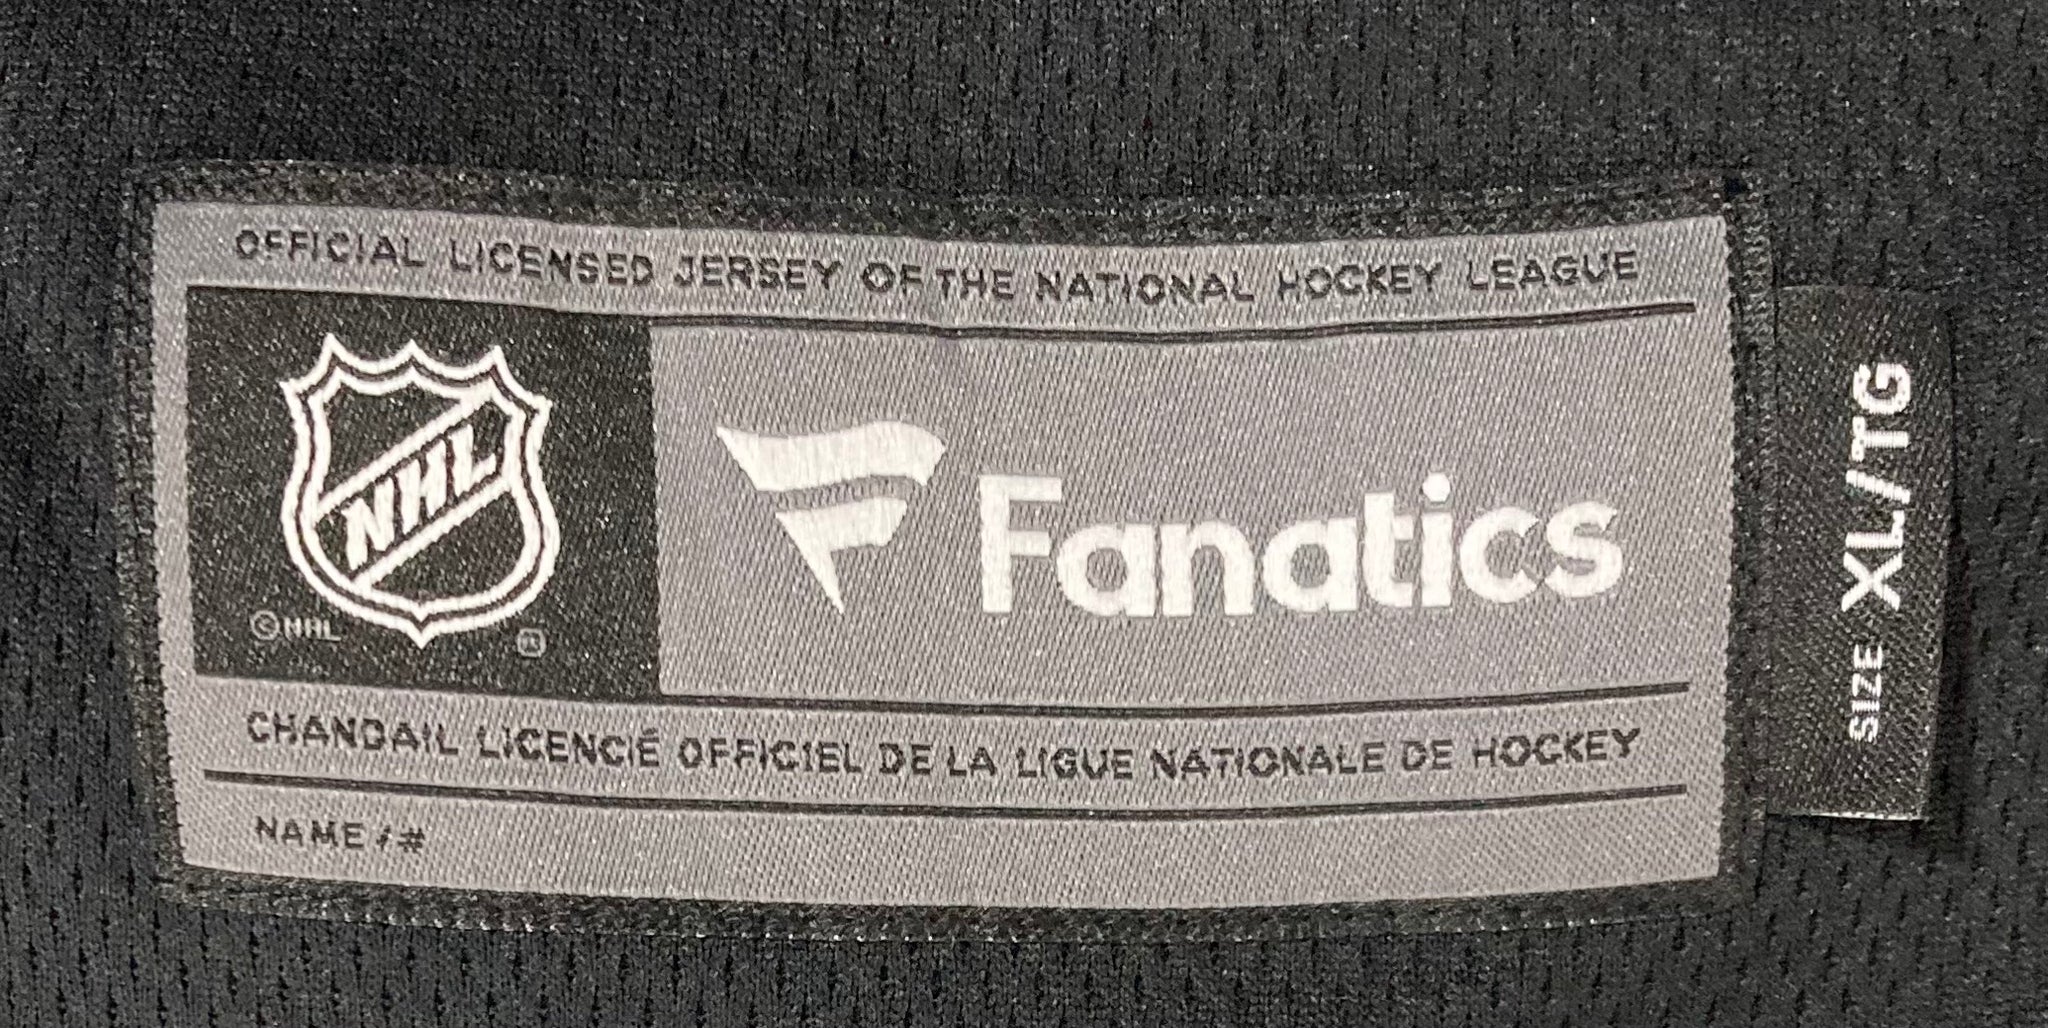 OFFICIAL LICENSED JERSEY OF THE NATIONAL HOCKEY LEAGUE
NHL
© NHL
Fanatics
CHANDAIL LICENCIÉ OFFICIEL DE LA LIGUE NATIONALE DE HOCKEY
NAME / #
SIZE XL/TG